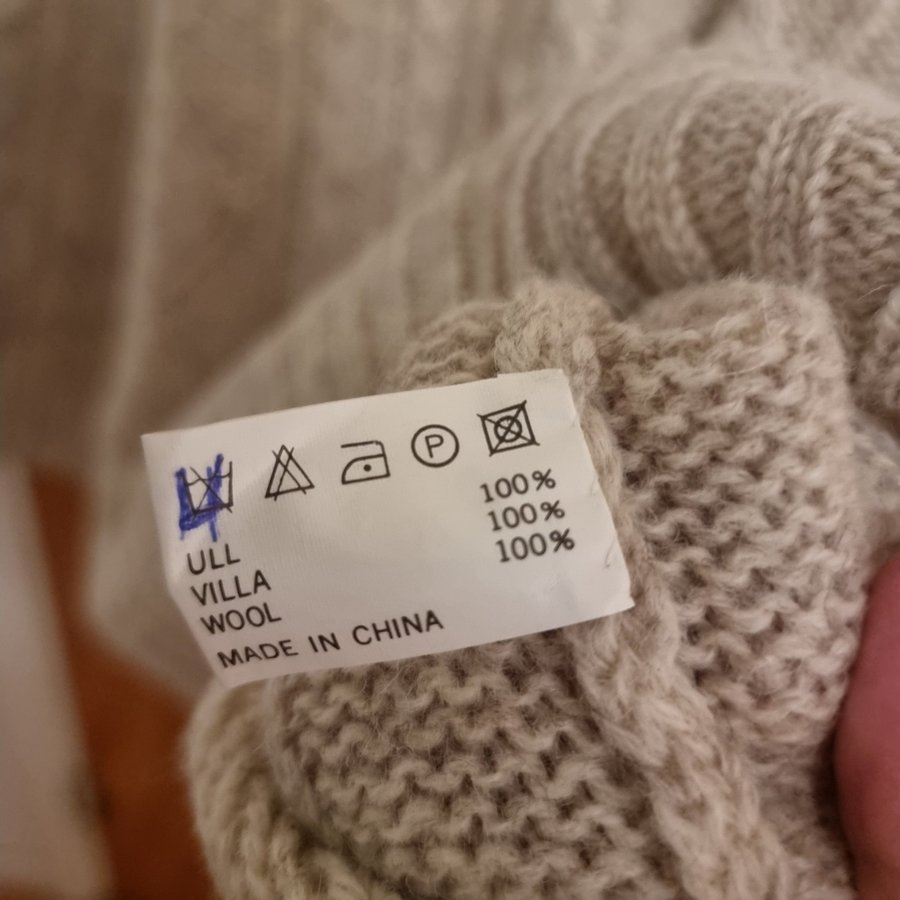 P
ULL 100%
VILLA 100%
WOOL 100%
MADE IN CHINA